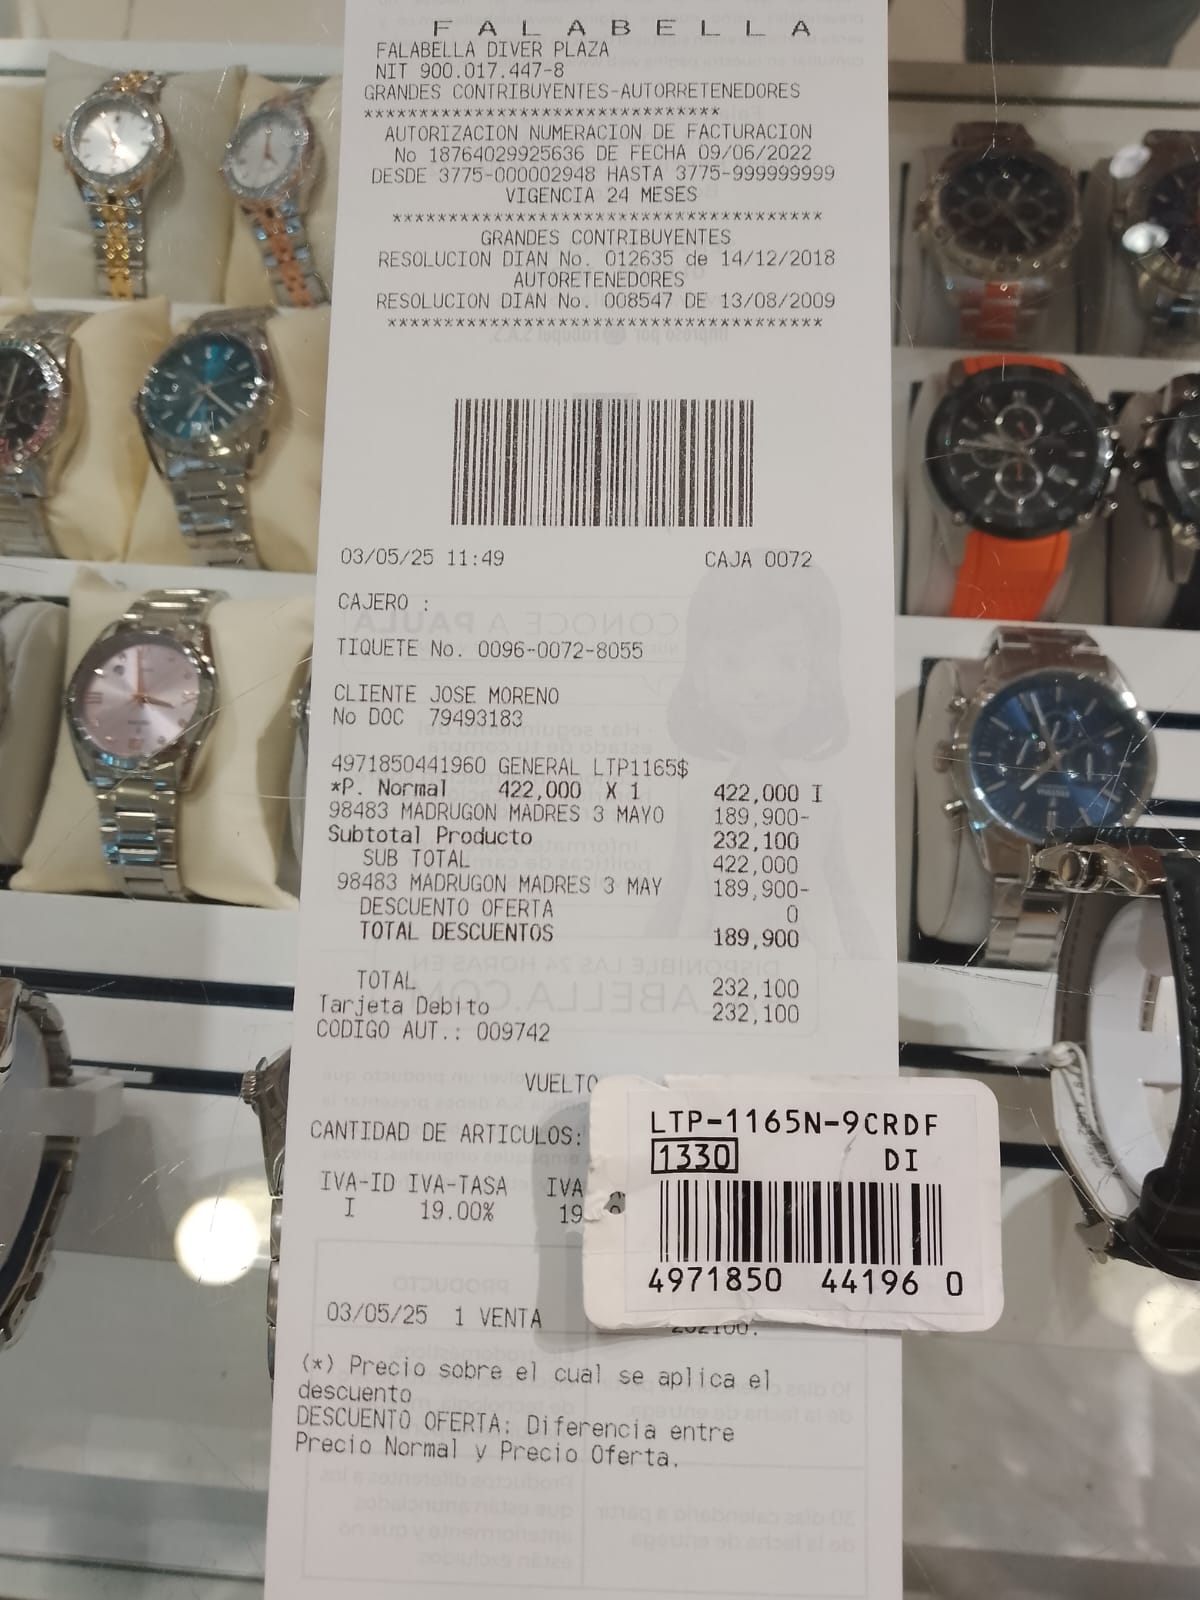 F A L A B E L L A
FALABELLA DIVER PLAZA
NIT 900.017.447-8
GRANDES CONTRIBUYENTES-AUTORRETENEDORES
********************************
AUTORIZACION NUMERACION DE FACTURACION
No 18764029925636 DE FECHA 09/06/2022
DESDE 3775-000002948 HASTA 3775-999999999
VIGENCIA 24 MESES
**************************************
GRANDES CONTRIBUYENTES
RESOLUCION DIAN No. 012635 de 14/12/2018
AUTORETENEDORES
RESOLUCION DIAN No. 008547 DE 13/08/2009
**************************************
03/05/25 11:49 CAJA 0072
CAJERO :
TIQUETE No. 0096-0072-8055
CLIENTE JOSE MORENO
No DOC 79493183
4971850441960 GENERAL LTP1165$
*P. Normal 422,000 X 1 422,000 I
98483 MADRUGON MADRES 3 MAYO 189,900-
Subtotal Producto 232,100
SUB TOTAL 422,000
98483 MADRUGON MADRES 3 MAY 189,900-
DESCUENTO OFERTA 0
TOTAL DESCUENTOS 189,900
TOTAL 232,100
Tarjeta Debito 232,100
CODIGO AUT.: 009742
VUELTO
CANTIDAD DE ARTICULOS:
IVA-ID IVA-TASA IVA
I 19.00% 19
LTP-1165N-9CRDF
1330 DI
4971850 44196 0
03/05/25 1 VENTA
(*) Precio sobre el cual se aplica el
descuento
DESCUENTO OFERTA: Diferencia entre
Precio Normal y Precio Oferta.